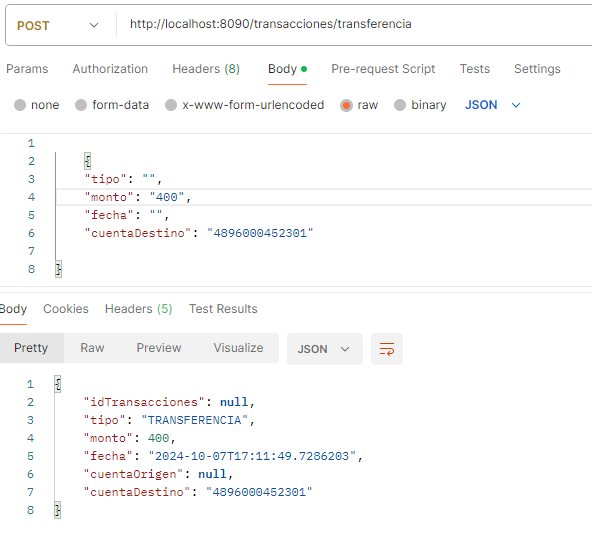 POST http://localhost:8090/transacciones/transferencia
Params Authorization Headers (8) Body Pre-request Script Tests Settings
none form-data x-www-form-urlencoded raw binary JSON
1
2 {
3 "tipo": "",
4 "monto": "400",
5 "fecha": "",
6 "cuentaDestino": "4896000452301"
7
8 }
Body Cookies Headers (5) Test Results
Pretty Raw Preview Visualize JSON
1 {
2 "idTransacciones": null,
3 "tipo": "TRANSFERENCIA",
4 "monto": 400,
5 "fecha": "2024-10-07T17:11:49.7286203",
6 "cuentaOrigen": null,
7 "cuentaDestino": "4896000452301"
8 }